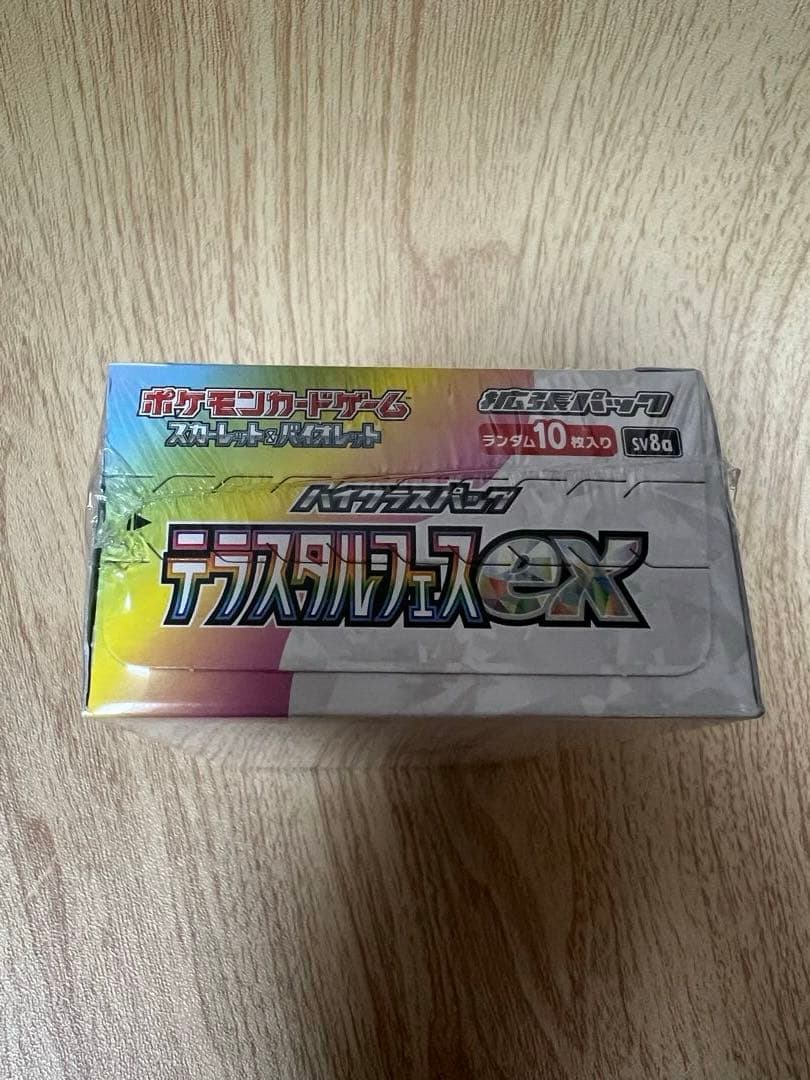 ポケモンカードゲーム™
スカーレット&バイオレット
拡張パック
ランダム10枚入り SV8a
ハイクラスパック
テラスタルフェスex